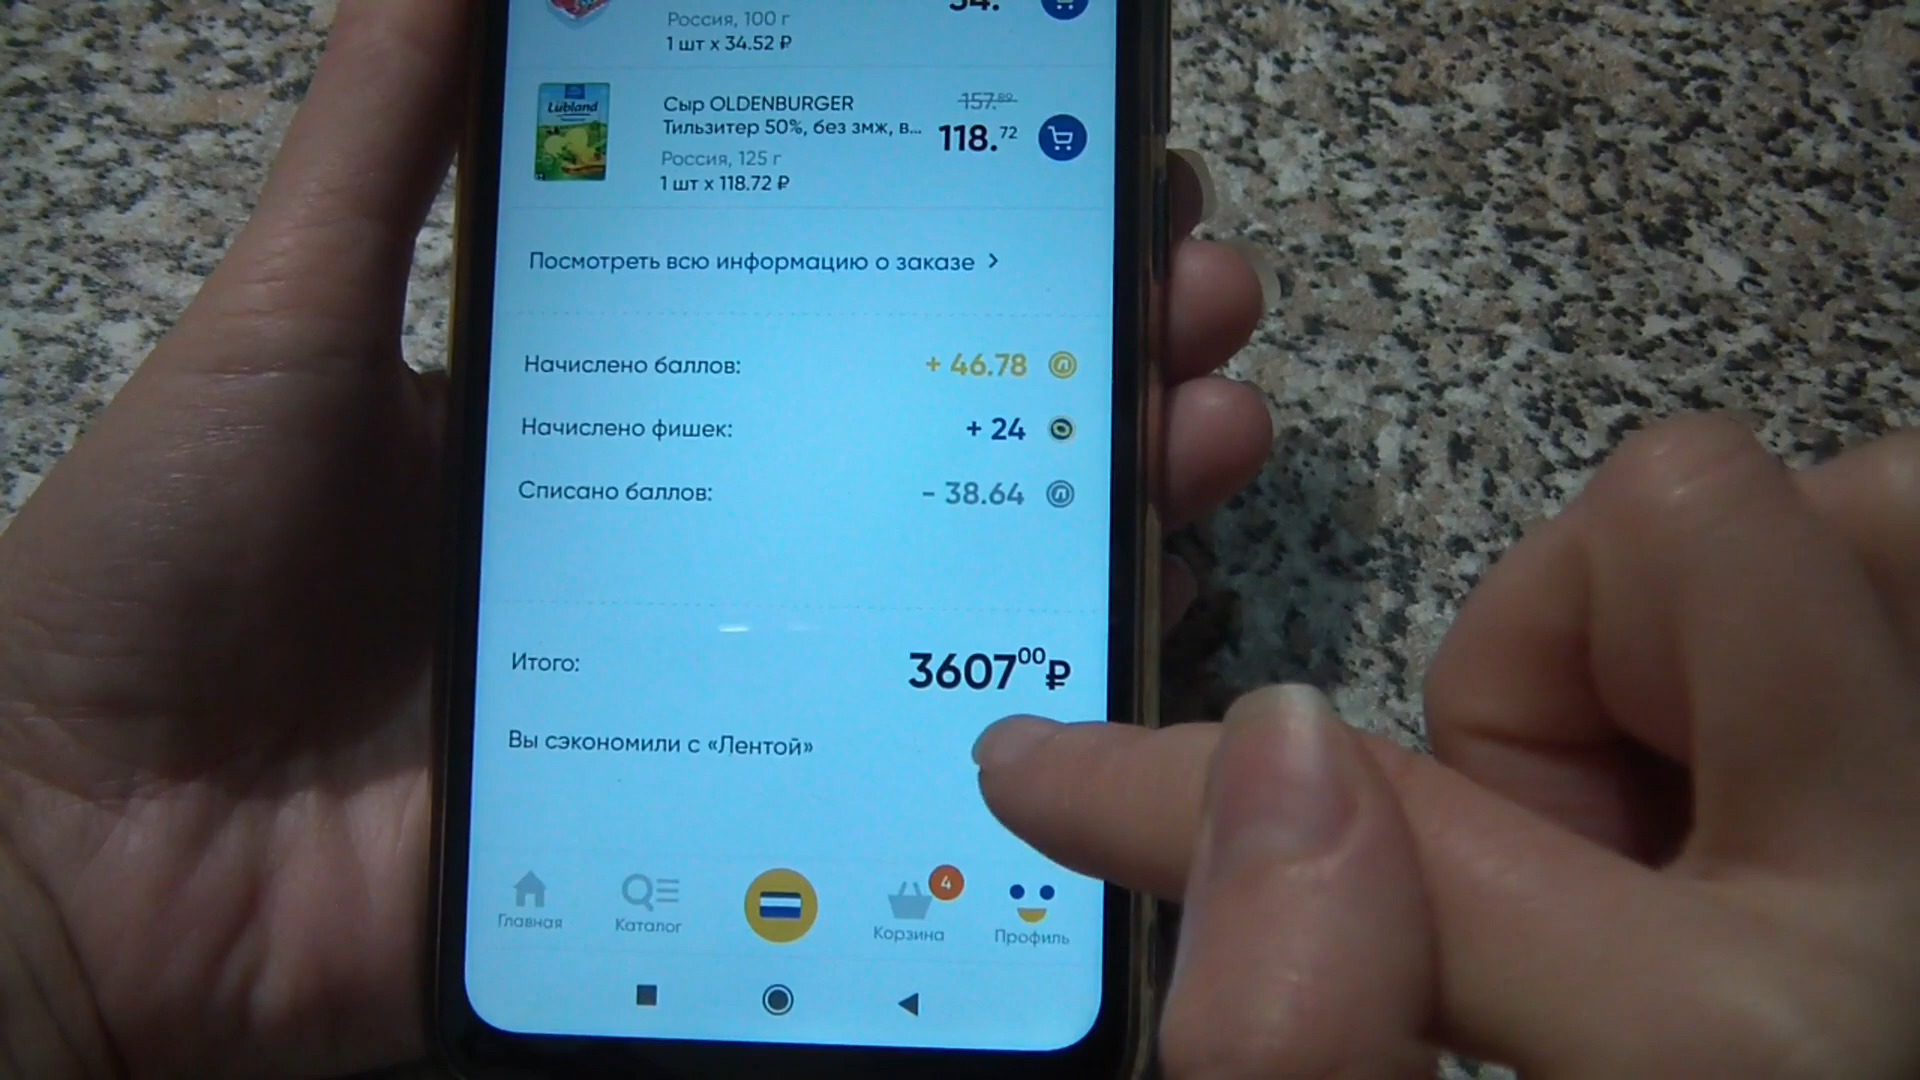 Россия, 100 г
1 шт x 34.52 ₽
Lubland
Сыр OLDENBURGER
Тильзитер 50%, без змж, в...
157.89
118.72
Россия, 125 г
1 шт x 118.72 ₽
Посмотреть всю информацию о заказе >
Начислено баллов: + 46.78
Начислено фишек: + 24
Списано баллов: - 38.64
Итого: 3607 00 ₽
Вы сэкономили с «Лентой»
4
Главная Каталог Корзина Профиль